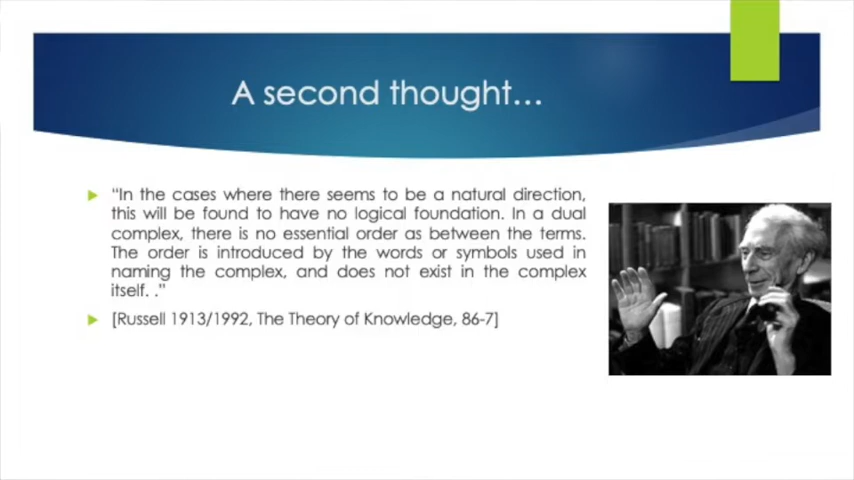 A second thought...
"In the cases where there seems to be a natural direction,
this will be found to have no logical foundation. In a dual
complex, there is no essential order as between the terms.
The order is introduced by the words or symbols used in
naming the complex, and does not exist in the complex
itself. ."
[Russell 1913/1992, The Theory of Knowledge, 86-7]